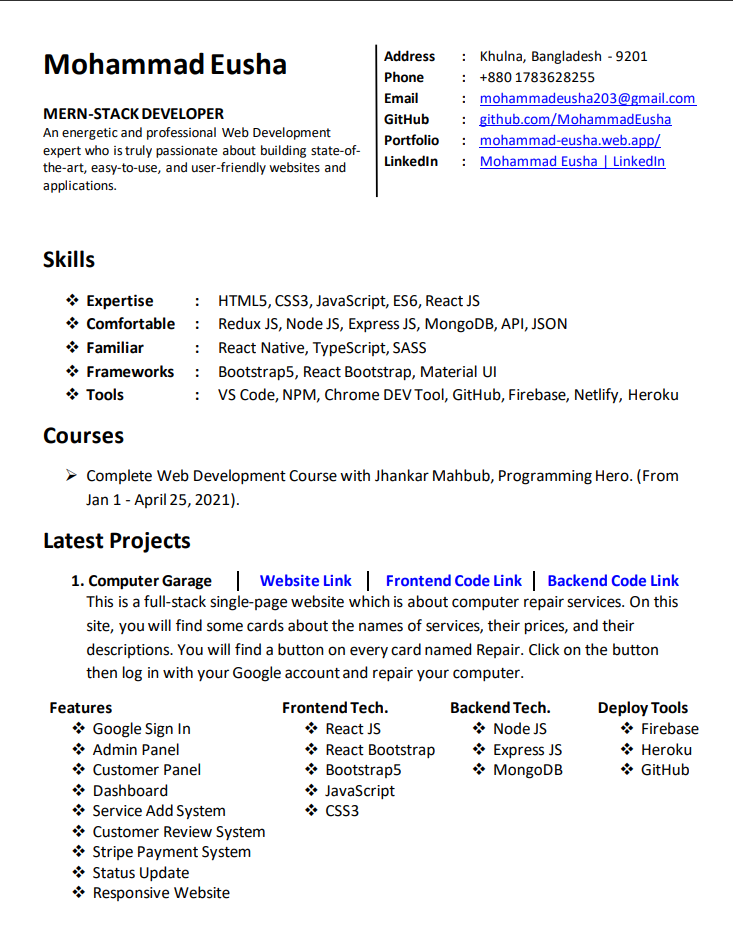 Mohammad Eusha
MERN-STACK DEVELOPER
An energetic and professional Web Development
expert who is truly passionate about building state-of-
the-art, easy-to-use, and user-friendly websites and
applications.
Address : Khulna, Bangladesh - 9201
Phone : +880 1783628255
Email : mohammadeusha203@gmail.com
GitHub : github.com/MohammadEusha
Portfolio : mohammad-eusha.web.app/
LinkedIn : Mohammad Eusha | LinkedIn
Skills
❖ Expertise : HTML5, CSS3, JavaScript, ES6, React JS
❖ Comfortable : Redux JS, Node JS, Express JS, MongoDB, API, JSON
❖ Familiar : React Native, TypeScript, SASS
❖ Frameworks : Bootstrap5, React Bootstrap, Material UI
❖ Tools : VS Code, NPM, Chrome DEV Tool, GitHub, Firebase, Netlify, Heroku
Courses
➢ Complete Web Development Course with Jhankar Mahbub, Programming Hero. (From
Jan 1 - April 25, 2021).
Latest Projects
1. Computer Garage | Website Link | Frontend Code Link | Backend Code Link
This is a full-stack single-page website which is about computer repair services. On this
site, you will find some cards about the names of services, their prices, and their
descriptions. You will find a button on every card named Repair. Click on the button
then log in with your Google account and repair your computer.
Features
❖ Google Sign In
❖ Admin Panel
❖ Customer Panel
❖ Dashboard
❖ Service Add System
❖ Customer Review System
❖ Stripe Payment System
❖ Status Update
❖ Responsive Website
Frontend Tech.
❖ React JS
❖ React Bootstrap
❖ Bootstrap5
❖ JavaScript
❖ CSS3
Backend Tech.
❖ Node JS
❖ Express JS
❖ MongoDB
Deploy Tools
❖ Firebase
❖ Heroku
❖ GitHub